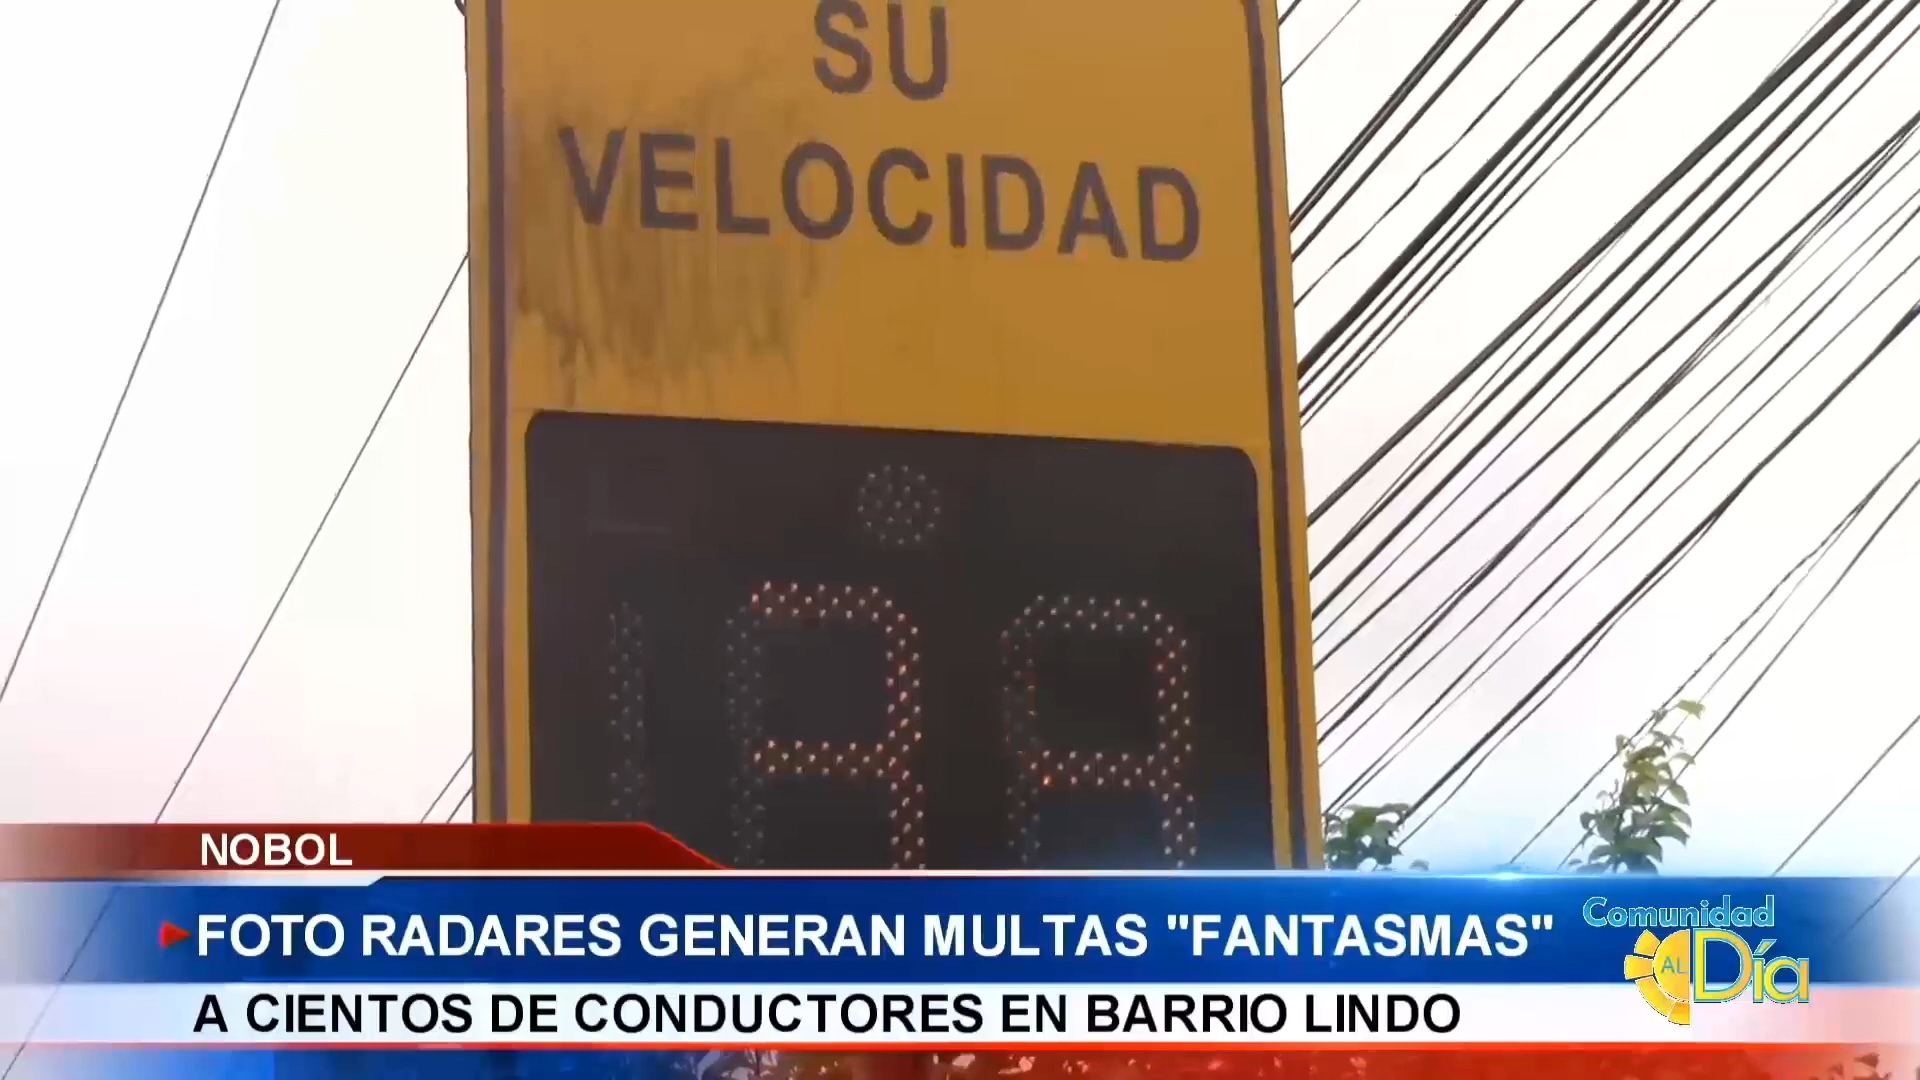 SU
VELOCIDAD
NOBOL
FOTO RADARES GENERAN MULTAS "FANTASMAS"
A CIENTOS DE CONDUCTORES EN BARRIO LINDO
Comunidad
AL Día